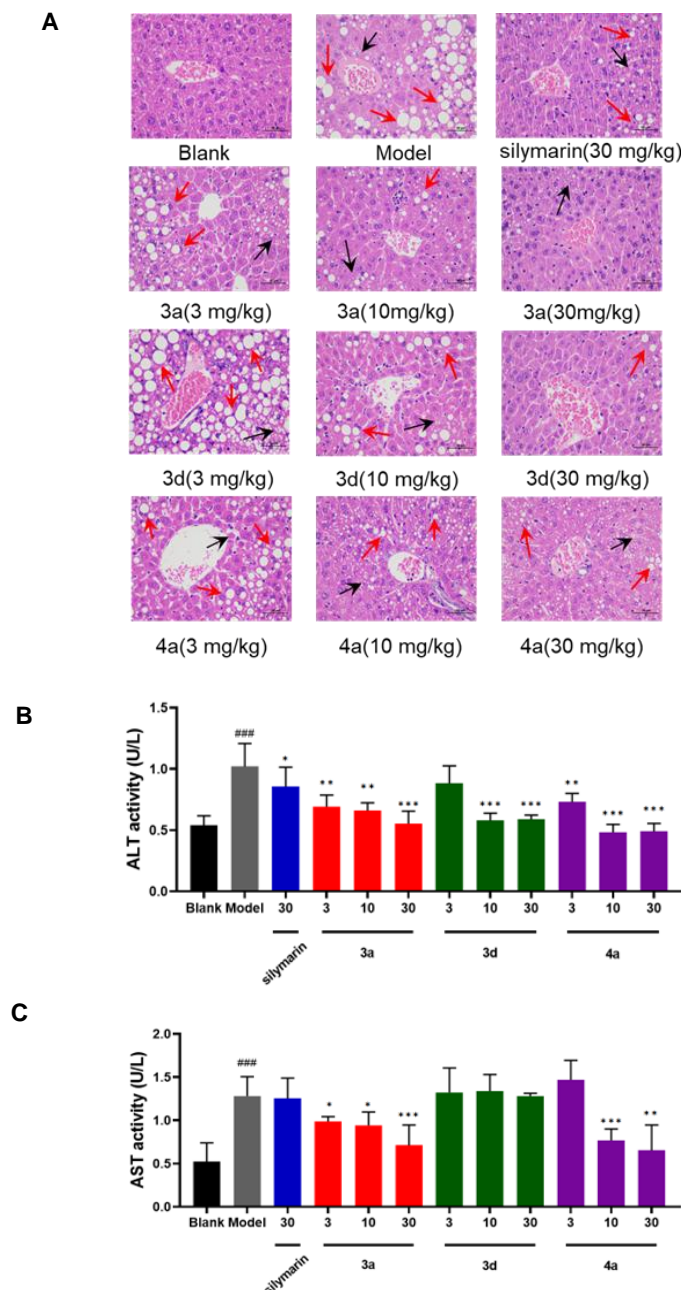 A
Blank Model silymarin(30 mg/kg)
3a(3 mg/kg) 3a(10mg/kg) 3a(30mg/kg)
3d(3 mg/kg) 3d(10 mg/kg) 3d(30 mg/kg)
4a(3 mg/kg) 4a(10 mg/kg) 4a(30 mg/kg)
B
ALT activity (U/L)
1.5
1.0
0.5
0.0
###
*
**
**
***
***
***
**
***
***
Blank Model 30 3 10 30 3 10 30 3 10 30
silymarin 3a 3d 4a
C
AST activity (U/L)
2.0
1.5
1.0
0.5
0.0
###
*
*
***
***
**
Blank Model 30 3 10 30 3 10 30 3 10 30
silymarin 3a 3d 4a